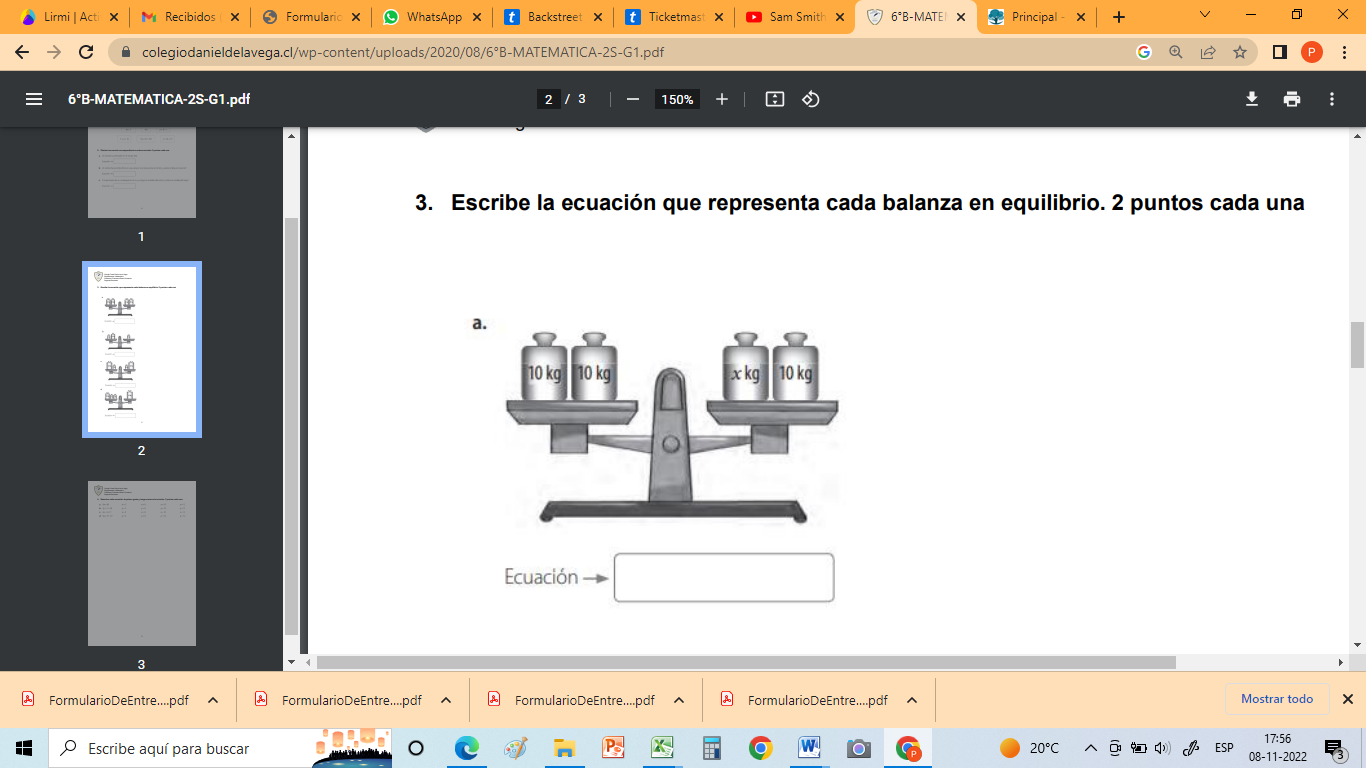 Lirmi | Acti
Recibidos
Formulario
WhatsApp
Backstreet
Ticketmast
Sam Smith
6°B-MATEM
Principal -
colegiodanieldelavega.cl/wp-content/uploads/2020/08/6°B-MATEMATICA-2S-G1.pdf
P
6°B-MATEMATICA-2S-G1.pdf
2 / 3
150%
1
2
3
3. Escribe la ecuación que representa cada balanza en equilibrio. 2 puntos cada una
a.
10 kg 10 kg x kg 10 kg
Ecuación
FormularioDeEntre....pdf
FormularioDeEntre....pdf
FormularioDeEntre....pdf
FormularioDeEntre....pdf
Mostrar todo
Escribe aquí para buscar
20°C
ESP
17:56
08-11-2022
3